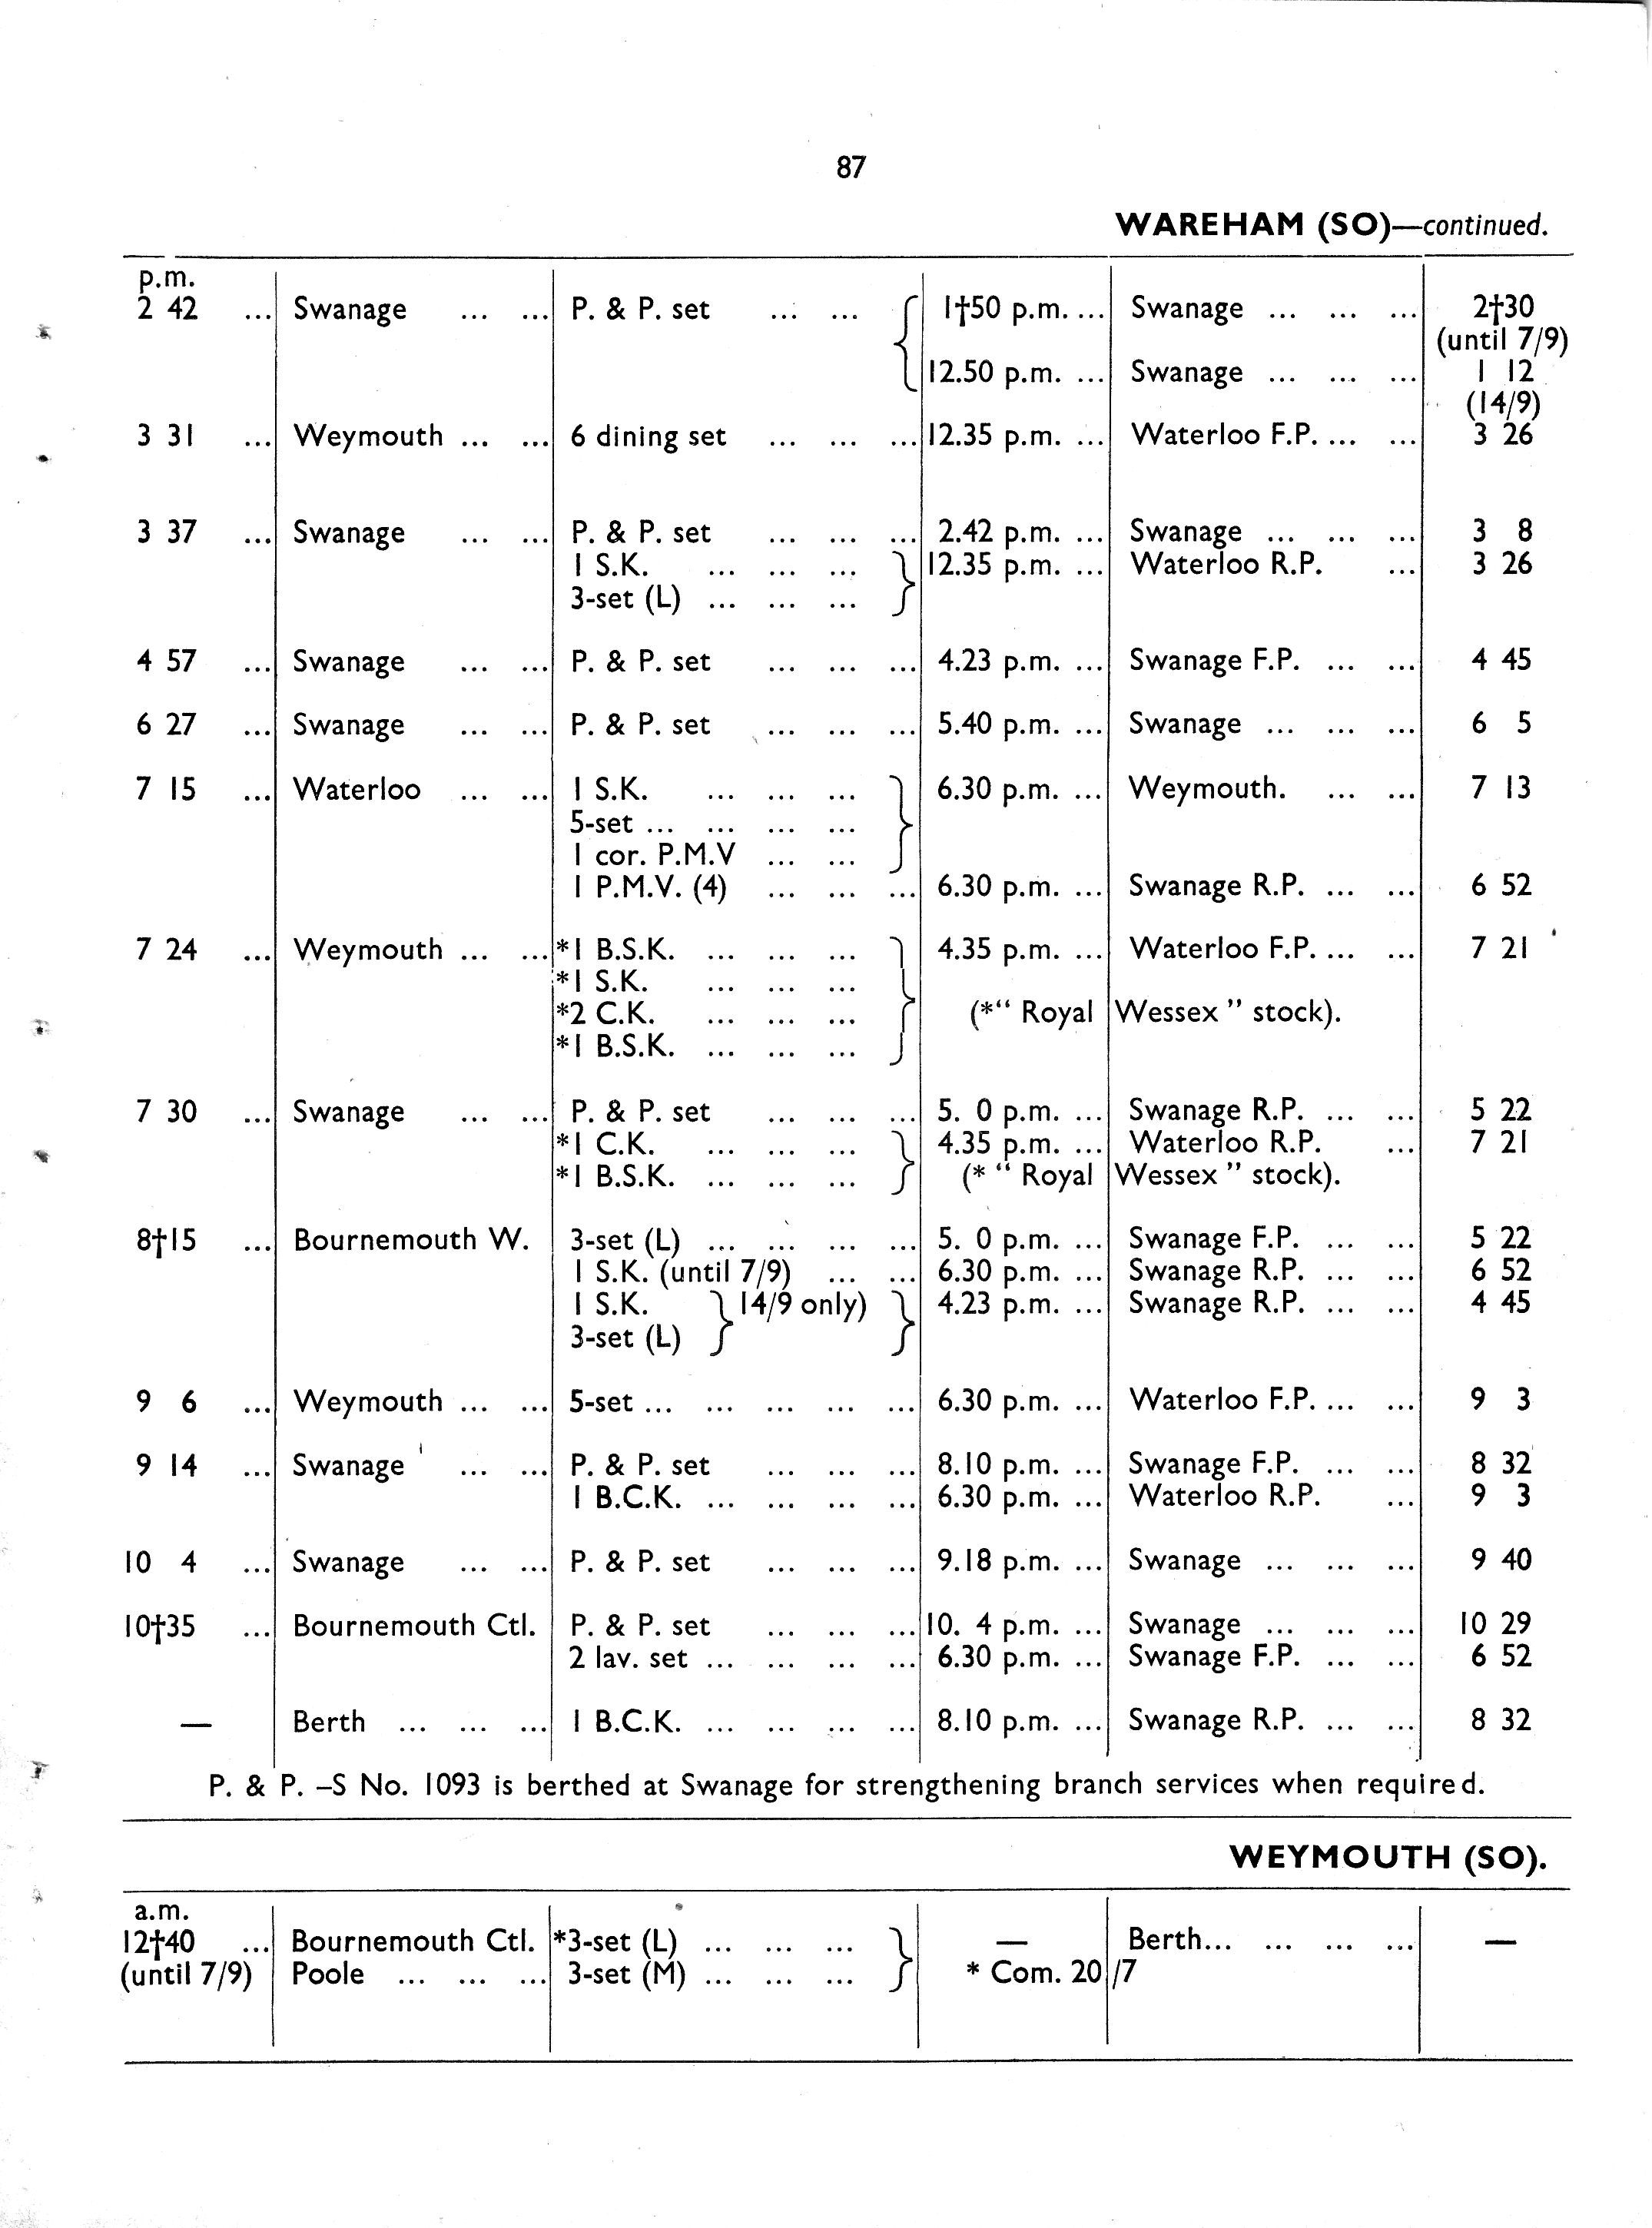 87
WAREHAM (SO)—continued.
p.m.
2 42 ... Swanage ... ... P. & P. set ... ... { 1†50 p.m. ... Swanage ... ... ... 2†30
(until 7/9)
12.50 p.m. ... Swanage ... ... ... 1 12
(14/9)
3 31 ... Weymouth ... ... 6 dining set ... ... ... 12.35 p.m. ... Waterloo F.P. ... ... 3 26
3 37 ... Swanage ... ... P. & P. set ... ... ... 2.42 p.m. ... Swanage ... ... ... 3 8
1 S.K. ... ... ... } 12.35 p.m. ... Waterloo R.P. ... 3 26
3-set (L) ... ... ...
4 57 ... Swanage ... ... P. & P. set ... ... ... 4.23 p.m. ... Swanage F.P. ... ... 4 45
6 27 ... Swanage ... ... P. & P. set ... ... ... 5.40 p.m. ... Swanage ... ... ... 6 5
7 15 ... Waterloo ... ... 1 S.K. ... ... ... } 6.30 p.m. ... Weymouth. ... ... 7 13
5-set ... ... ... ...
1 cor. P.M.V ... ...
1 P.M.V. (4) ... ... ... 6.30 p.m. ... Swanage R.P. ... ... 6 52
7 24 ... Weymouth ... ... *1 B.S.K. ... ... ... } 4.35 p.m. ... Waterloo F.P. ... ... 7 21
*1 S.K. ... ... ...
*2 C.K. ... ... ... (*“ Royal Wessex ” stock).
*1 B.S.K. ... ... ...
7 30 ... Swanage ... ... P. & P. set ... ... ... 5. 0 p.m. ... Swanage R.P. ... ... 5 22
*1 C.K. ... ... ... } 4.35 p.m. ... Waterloo R.P. ... 7 21
*1 B.S.K. ... ... ... (* “ Royal Wessex ” stock).
8†15 ... Bournemouth W. 3-set (L) ... ... ... ... 5. 0 p.m. ... Swanage F.P. ... ... 5 22
1 S.K. (until 7/9) ... ... 6.30 p.m. ... Swanage R.P. ... ... 6 52
1 S.K. } 14/9 only) } 4.23 p.m. ... Swanage R.P. ... ... 4 45
3-set (L)
9 6 ... Weymouth ... ... 5-set ... ... ... ... ... 6.30 p.m. ... Waterloo F.P. ... ... 9 3
9 14 ... Swanage ... ... P. & P. set ... ... ... 8.10 p.m. ... Swanage F.P. ... ... 8 32
1 B.C.K. ... ... ... ... 6.30 p.m. ... Waterloo R.P. ... 9 3
10 4 ... Swanage ... ... P. & P. set ... ... ... 9.18 p.m. ... Swanage ... ... ... 9 40
10†35 ... Bournemouth Ctl. P. & P. set ... ... ... 10. 4 p.m. ... Swanage ... ... ... 10 29
2 lav. set ... ... ... ... 6.30 p.m. ... Swanage F.P. ... ... 6 52
— Berth ... ... ... 1 B.C.K. ... ... ... ... 8.10 p.m. ... Swanage R.P. ... ... 8 32
P. & P. –S No. 1093 is berthed at Swanage for strengthening branch services when required.
WEYMOUTH (SO).
a.m.
12†40 ... Bournemouth Ctl. *3-set (L) ... ... ... } — Berth... ... ... ... —
(until 7/9) Poole ... ... ... 3-set (M) ... ... ... * Com. 20/7